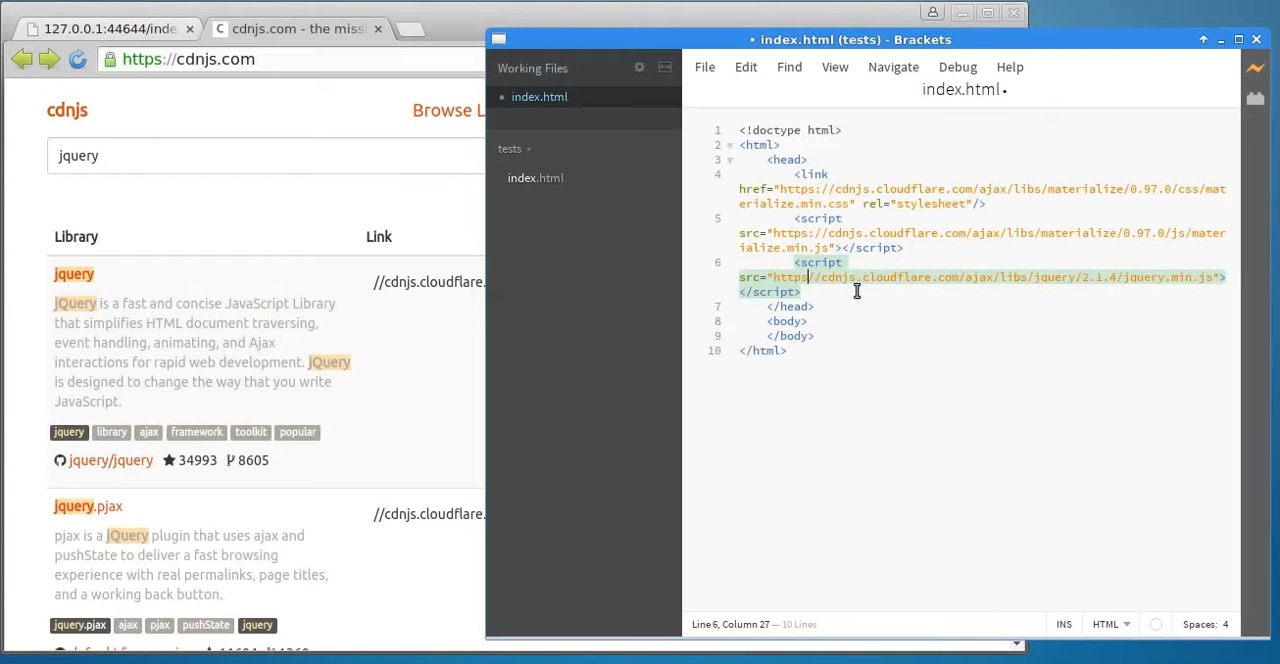 127.0.0.1:44644/inde
cdnjs.com - the miss
https://cdnjs.com
cdnjs
Browse L
jquery
Library
Link
jquery
//cdnjs.cloudflare.
jQuery is a fast and concise JavaScript Library
that simplifies HTML document traversing,
event handling, animating, and Ajax
interactions for rapid web development. jQuery
is designed to change the way that you write
JavaScript.
jquery library ajax framework toolkit popular
jquery/jquery 34993 8605
jquery.pjax
//cdnjs.cloudflare.
pjax is a jQuery plugin that uses ajax and
pushState to deliver a fast browsing
experience with real permalinks, page titles,
and a working back button.
jquery.pjax ajax pjax pushState jquery
• index.html (tests) - Brackets
Working Files
• index.html
tests
index.html
File Edit Find View Navigate Debug Help
index.html •
1 <!doctype html>
2 <html>
3 <head>
4 <link
href="https://cdnjs.cloudflare.com/ajax/libs/materialize/0.97.0/css/mat
erialize.min.css" rel="stylesheet"/>
5 <script
src="https://cdnjs.cloudflare.com/ajax/libs/materialize/0.97.0/js/mater
ialize.min.js"></script>
6 <script
src="https//cdnjs.cloudflare.com/ajax/libs/jquery/2.1.4/jquery.min.js">
</script>
7 </head>
8 <body>
9 </body>
10 </html>
Line 6, Column 27 — 10 Lines
INS HTML Spaces: 4